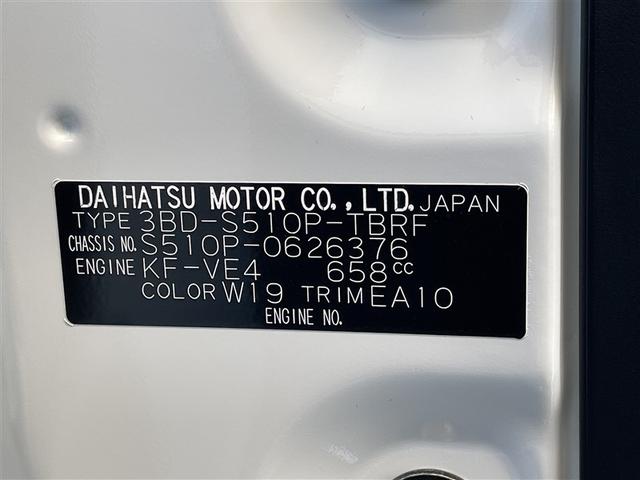 DAIHATSU MOTOR CO.,LTD. JAPAN
TYPE 3BD-S510P-TBRF
CHASSIS NO. S510P-0626376
ENGINE KF-VE4 658cc
COLOR W19 TRIM EA10
ENGINE NO.